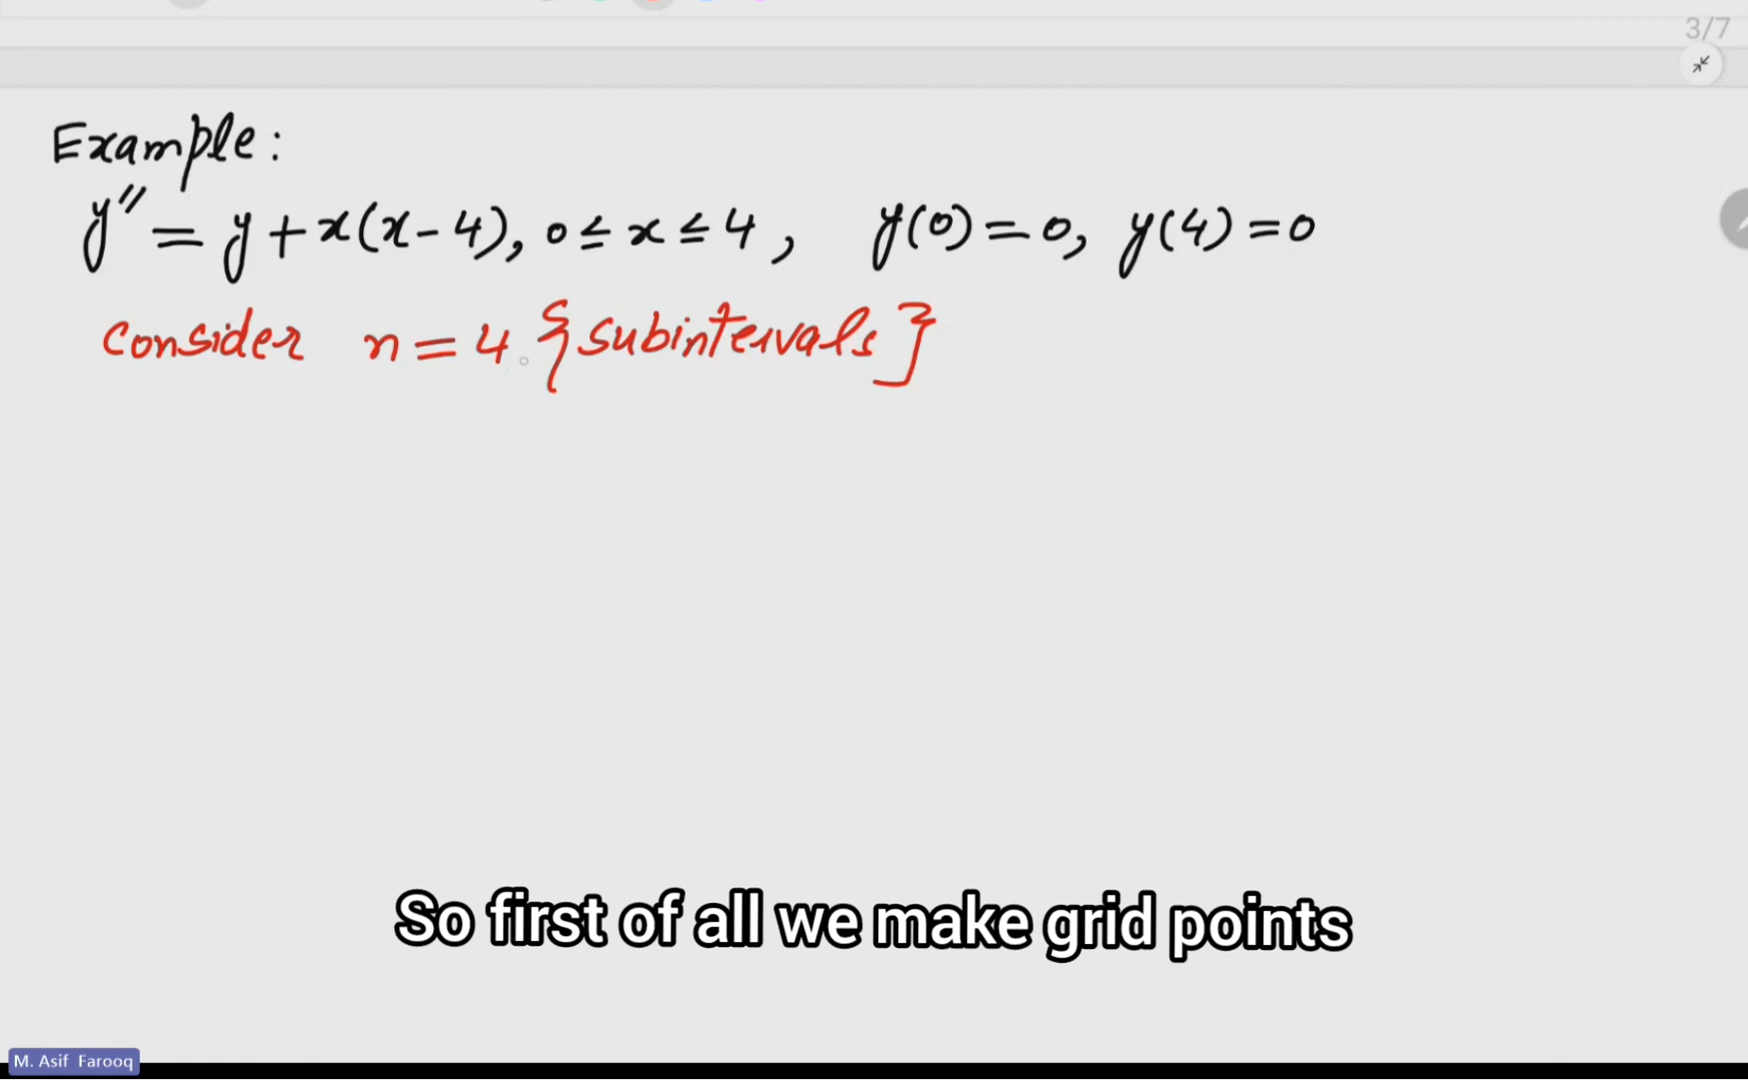 3/7
Example:
y″ = y + x(x-4), 0 ≤ x ≤ 4, y(0) = 0, y(4) = 0
consider n = 4. {subintervals}
So first of all we make grid points
M. Asif Farooq